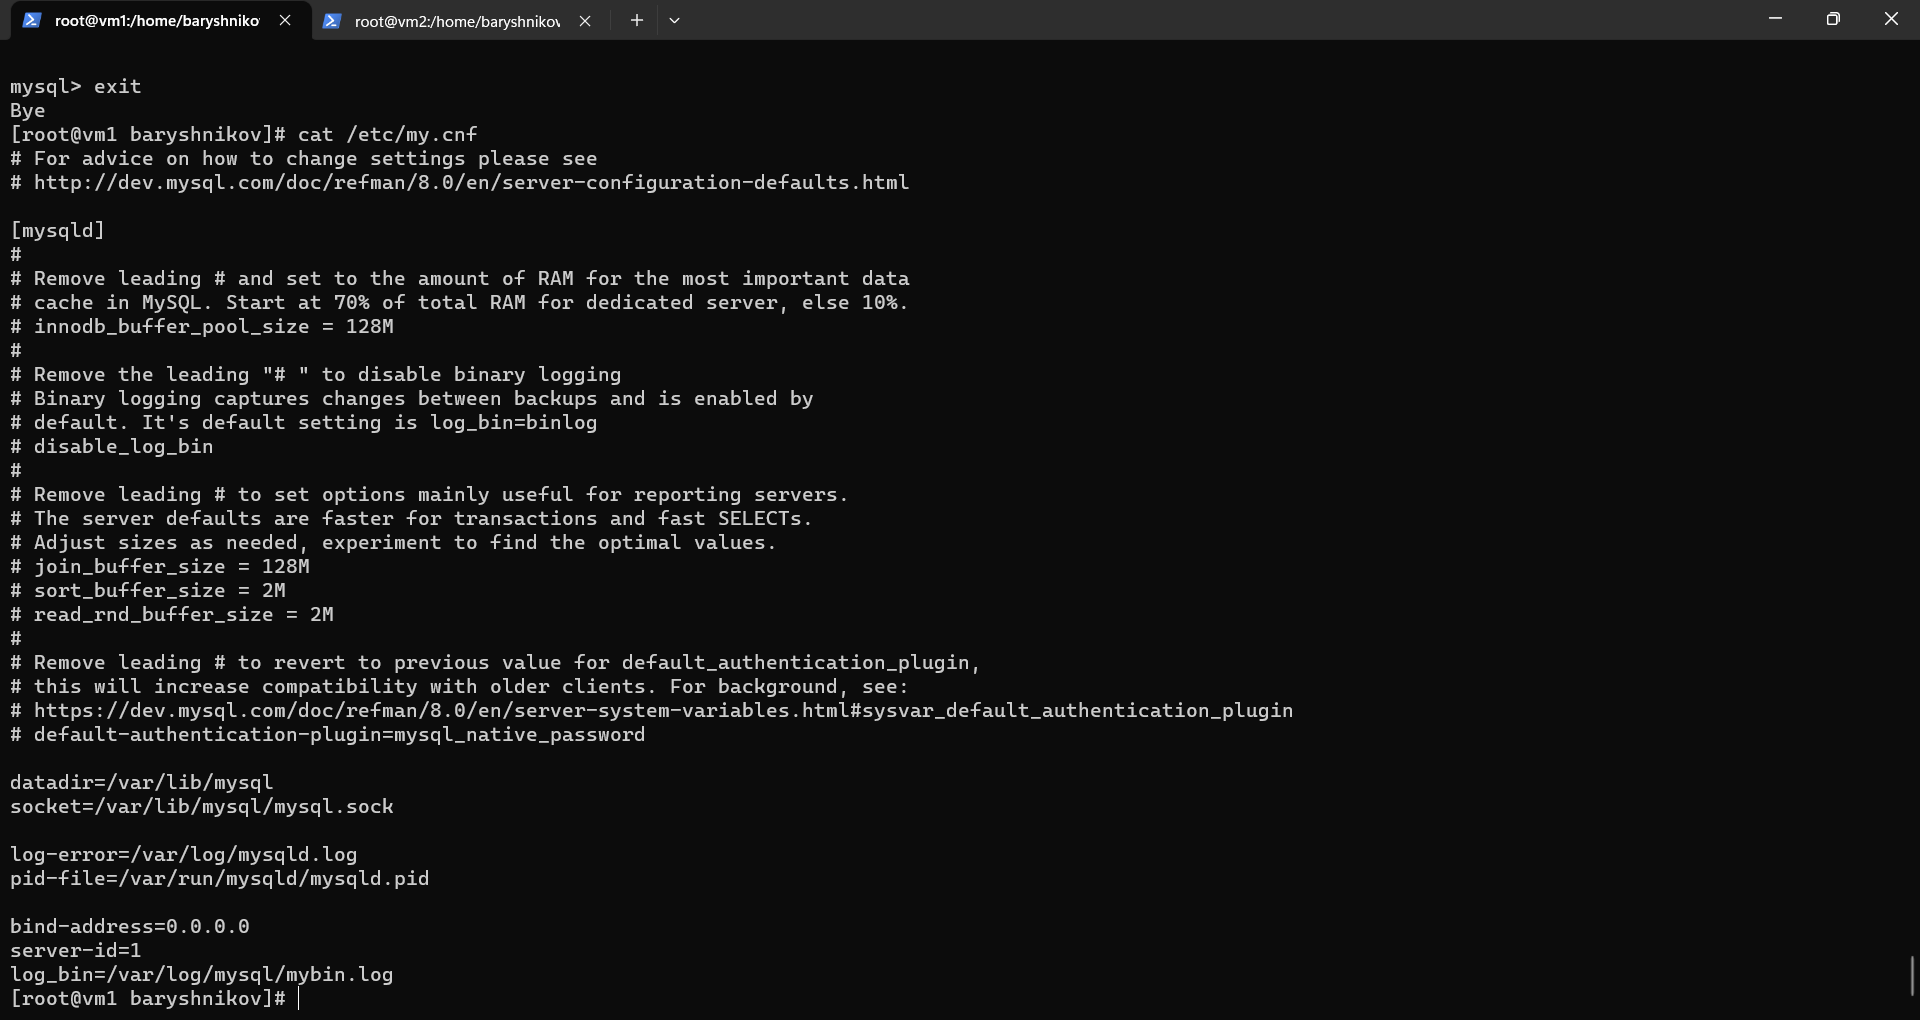 root@vm1:/home/baryshniko
root@vm2:/home/baryshnikov
mysql> exit
Bye
[root@vm1 baryshnikov]# cat /etc/my.cnf
# For advice on how to change settings please see
# http://dev.mysql.com/doc/refman/8.0/en/server-configuration-defaults.html
[mysqld]
#
# Remove leading # and set to the amount of RAM for the most important data
# cache in MySQL. Start at 70% of total RAM for dedicated server, else 10%.
# innodb_buffer_pool_size = 128M
#
# Remove the leading "# " to disable binary logging
# Binary logging captures changes between backups and is enabled by
# default. It's default setting is log_bin=binlog
# disable_log_bin
#
# Remove leading # to set options mainly useful for reporting servers.
# The server defaults are faster for transactions and fast SELECTs.
# Adjust sizes as needed, experiment to find the optimal values.
# join_buffer_size = 128M
# sort_buffer_size = 2M
# read_rnd_buffer_size = 2M
#
# Remove leading # to revert to previous value for default_authentication_plugin,
# this will increase compatibility with older clients. For background, see:
# https://dev.mysql.com/doc/refman/8.0/en/server-system-variables.html#sysvar_default_authentication_plugin
# default-authentication-plugin=mysql_native_password
datadir=/var/lib/mysql
socket=/var/lib/mysql/mysql.sock
log-error=/var/log/mysqld.log
pid-file=/var/run/mysqld/mysqld.pid
bind-address=0.0.0.0
server-id=1
log_bin=/var/log/mysql/mybin.log
[root@vm1 baryshnikov]#